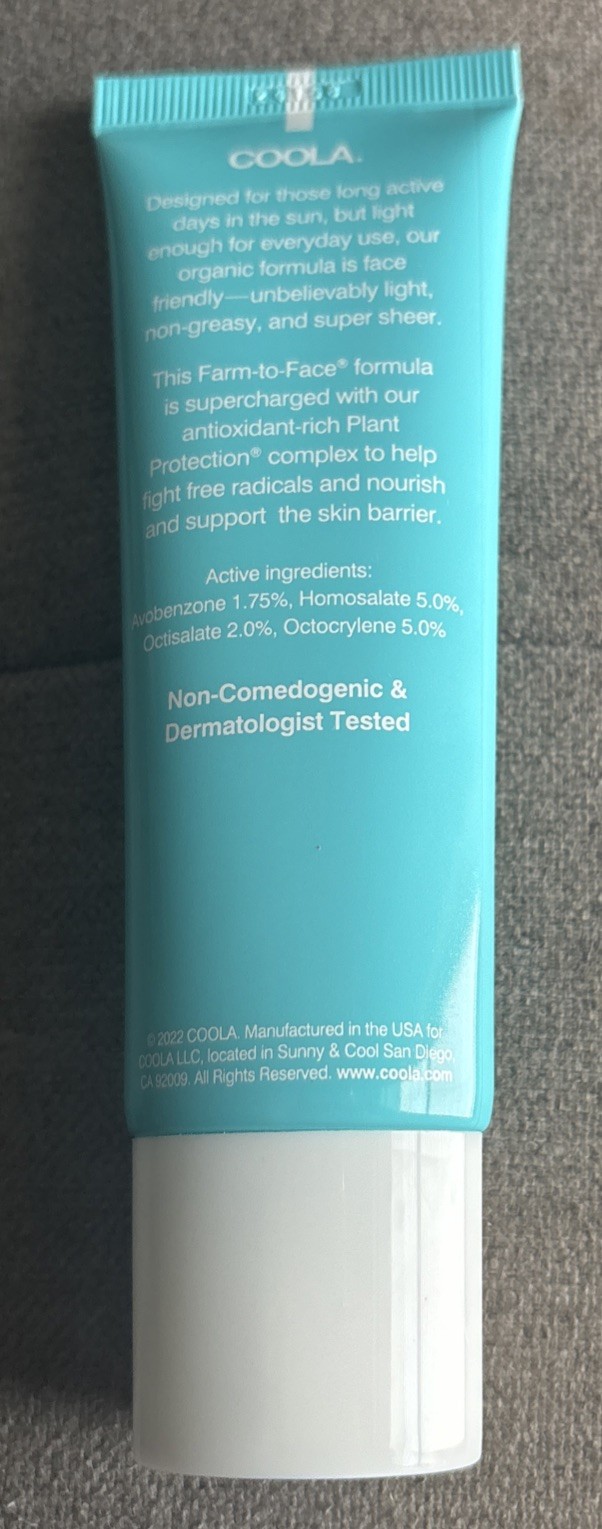 COOLA.
Designed for those long active
days in the sun, but light
enough for everyday use, our
organic formula is face
friendly—unbelievably light,
non-greasy, and super sheer.
This Farm-to-Face® formula
is supercharged with our
antioxidant-rich Plant
Protection® complex to help
fight free radicals and nourish
and support the skin barrier.
Active ingredients:
Avobenzone 1.75%, Homosalate 5.0%,
Octisalate 2.0%, Octocrylene 5.0%
Non-Comedogenic &
Dermatologist Tested
© 2022 COOLA. Manufactured in the USA for
COOLA LLC, located in Sunny & Cool San Diego,
CA 92009. All Rights Reserved. www.coola.com